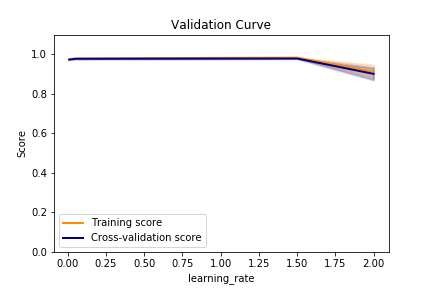 Validation Curve
1.0
0.8
0.6
0.4
0.2
0.0
Score
Training score
Cross-validation score
0.00 0.25 0.50 0.75 1.00 1.25 1.50 1.75 2.00
learning_rate